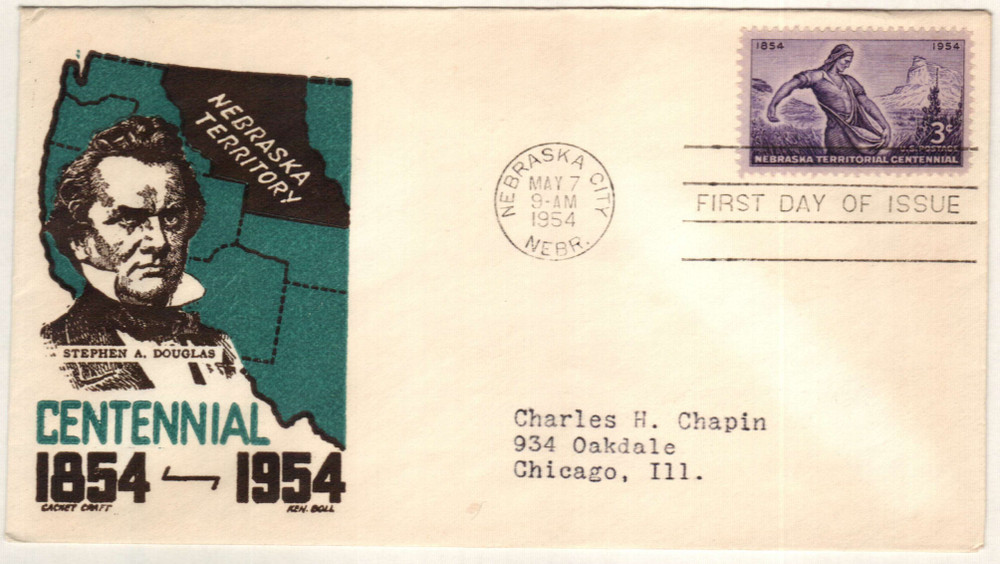 NEBRASKA
TERRITORY
STEPHEN A. DOUGLAS
CENTENNIAL
1854 1954
CACHET CRAFT KEN. BOLL
NEBRASKA CITY
MAY 7
9-AM
1954
NEBR.
1854 1954
3¢
U.S. POSTAGE
NEBRASKA TERRITORIAL CENTENNIAL
FIRST DAY OF ISSUE
Charles H. Chapin
934 Oakdale
Chicago, Ill.